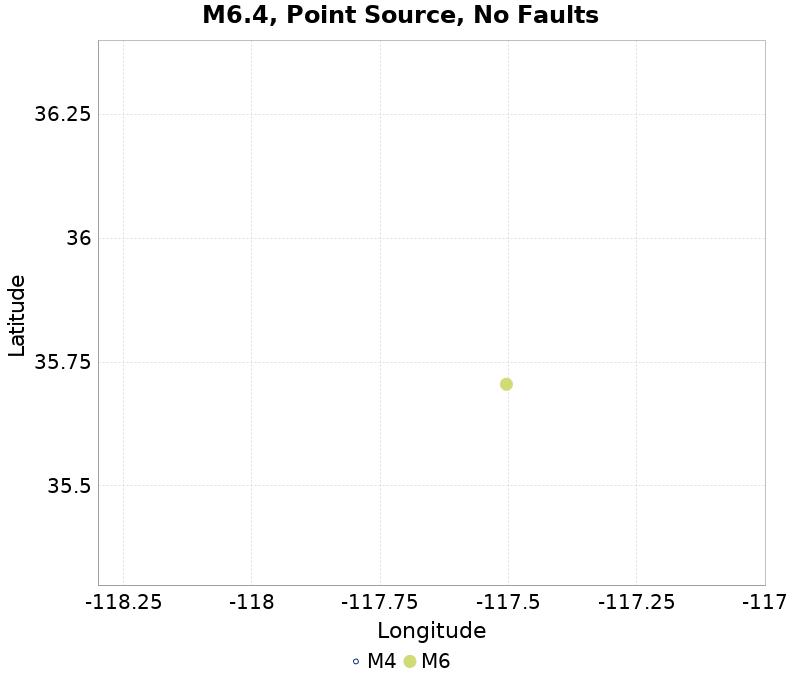 M6.4, Point Source, No Faults
36.25
36
35.75
35.5
Latitude
-118.25 -118 -117.75 -117.5 -117.25 -117
Longitude
M4 M6